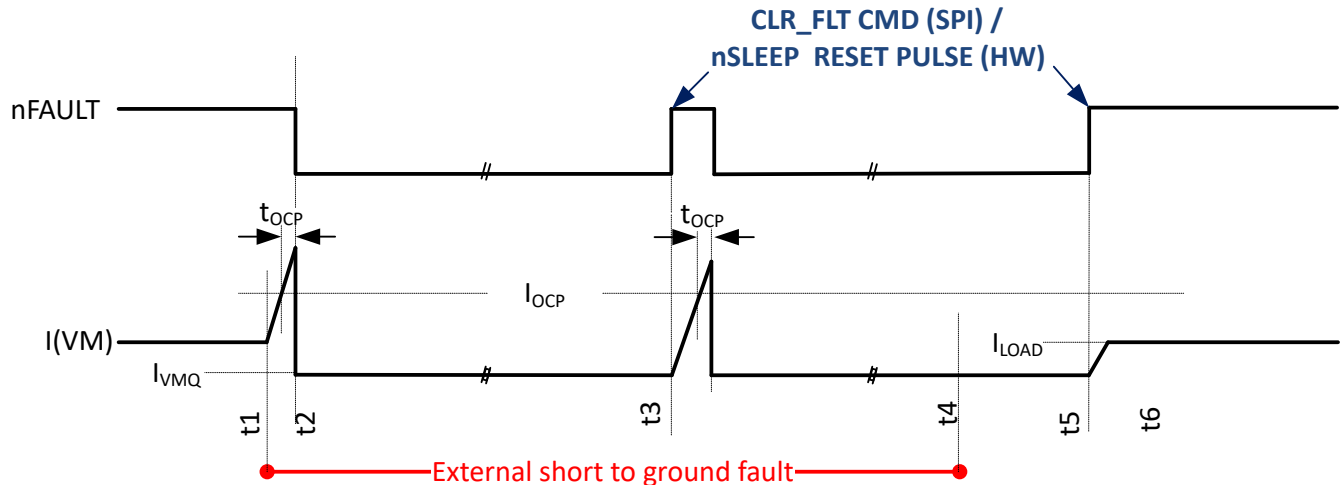 CLR_FLT CMD (SPI) /
nSLEEP RESET PULSE (HW)
nFAULT
tOCP
tOCP
IOCP
I(VM)
ILOAD
IVMQ
t1
t2
t3
t4
t5
t6
External short to ground fault